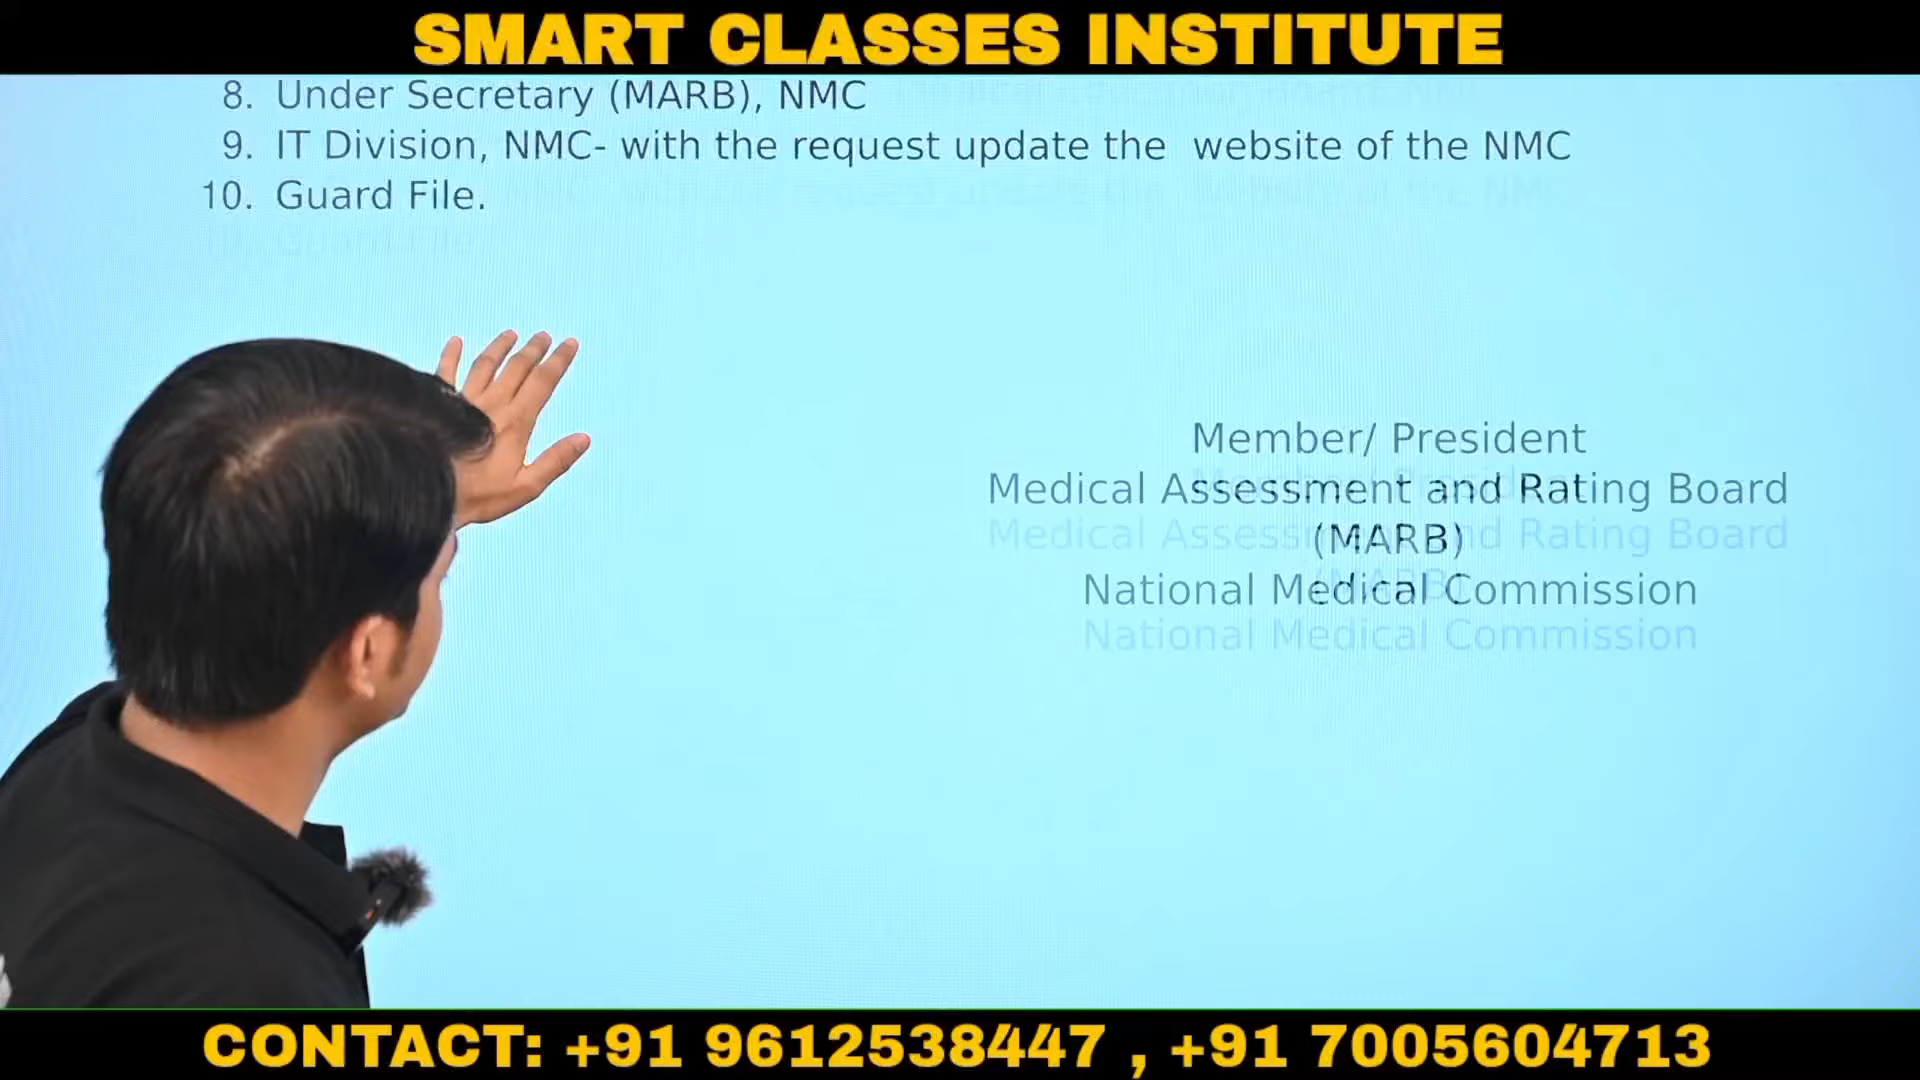 SMART CLASSES INSTITUTE
8. Under Secretary (MARB), NMC
9. IT Division, NMC- with the request update the website of the NMC
10. Guard File.
Member/ President
Medical Assessment and Rating Board
(MARB)
National Medical Commission
CONTACT: +91 9612538447 , +91 7005604713